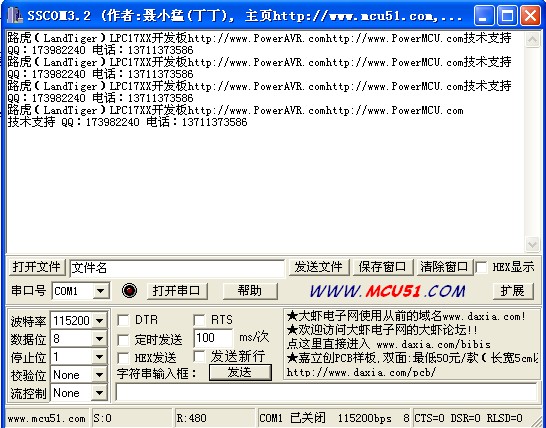 SSCOM3.2 (作者:聂小猛(丁丁), 主页http://www.mcu51.com,...
路虎(LandTiger)LPC17XX开发板http://www.PowerAVR.comhttp://www.PowerMCU.com技术支持
QQ：173982240 电话：13711373586
路虎(LandTiger)LPC17XX开发板http://www.PowerAVR.comhttp://www.PowerMCU.com技术支持
QQ：173982240 电话：13711373586
路虎(LandTiger)LPC17XX开发板http://www.PowerAVR.comhttp://www.PowerMCU.com技术支持
QQ：173982240 电话：13711373586
路虎(LandTiger)LPC17XX开发板http://www.PowerAVR.comhttp://www.PowerMCU.com
技术支持 QQ：173982240 电话：13711373586
打开文件 文件名 发送文件 保存窗口 清除窗口 HEX显示
串口号 COM1 打开串口 帮助 WWW.MCU51.COM 扩展
波特率 115200 DTR RTS
数据位 8 定时发送 100 ms/次
停止位 1 HEX发送 发送新行
校验位 None 字符串输入框: 发送
流控制 None
★大虾电子网使用从前的域名www.daxia.com!
★欢迎访问大虾电子网的大虾论坛!!
点这里直接进入 www.daxia.com/bibis
★嘉立创PCB样板,双面:最低50元/款(长宽5cm以
http://www.daxia.com/pcb/
www.mcu51.com S:0 R:480 COM1 已关闭 115200bps 8 CTS=0 DSR=0 RLSD=0